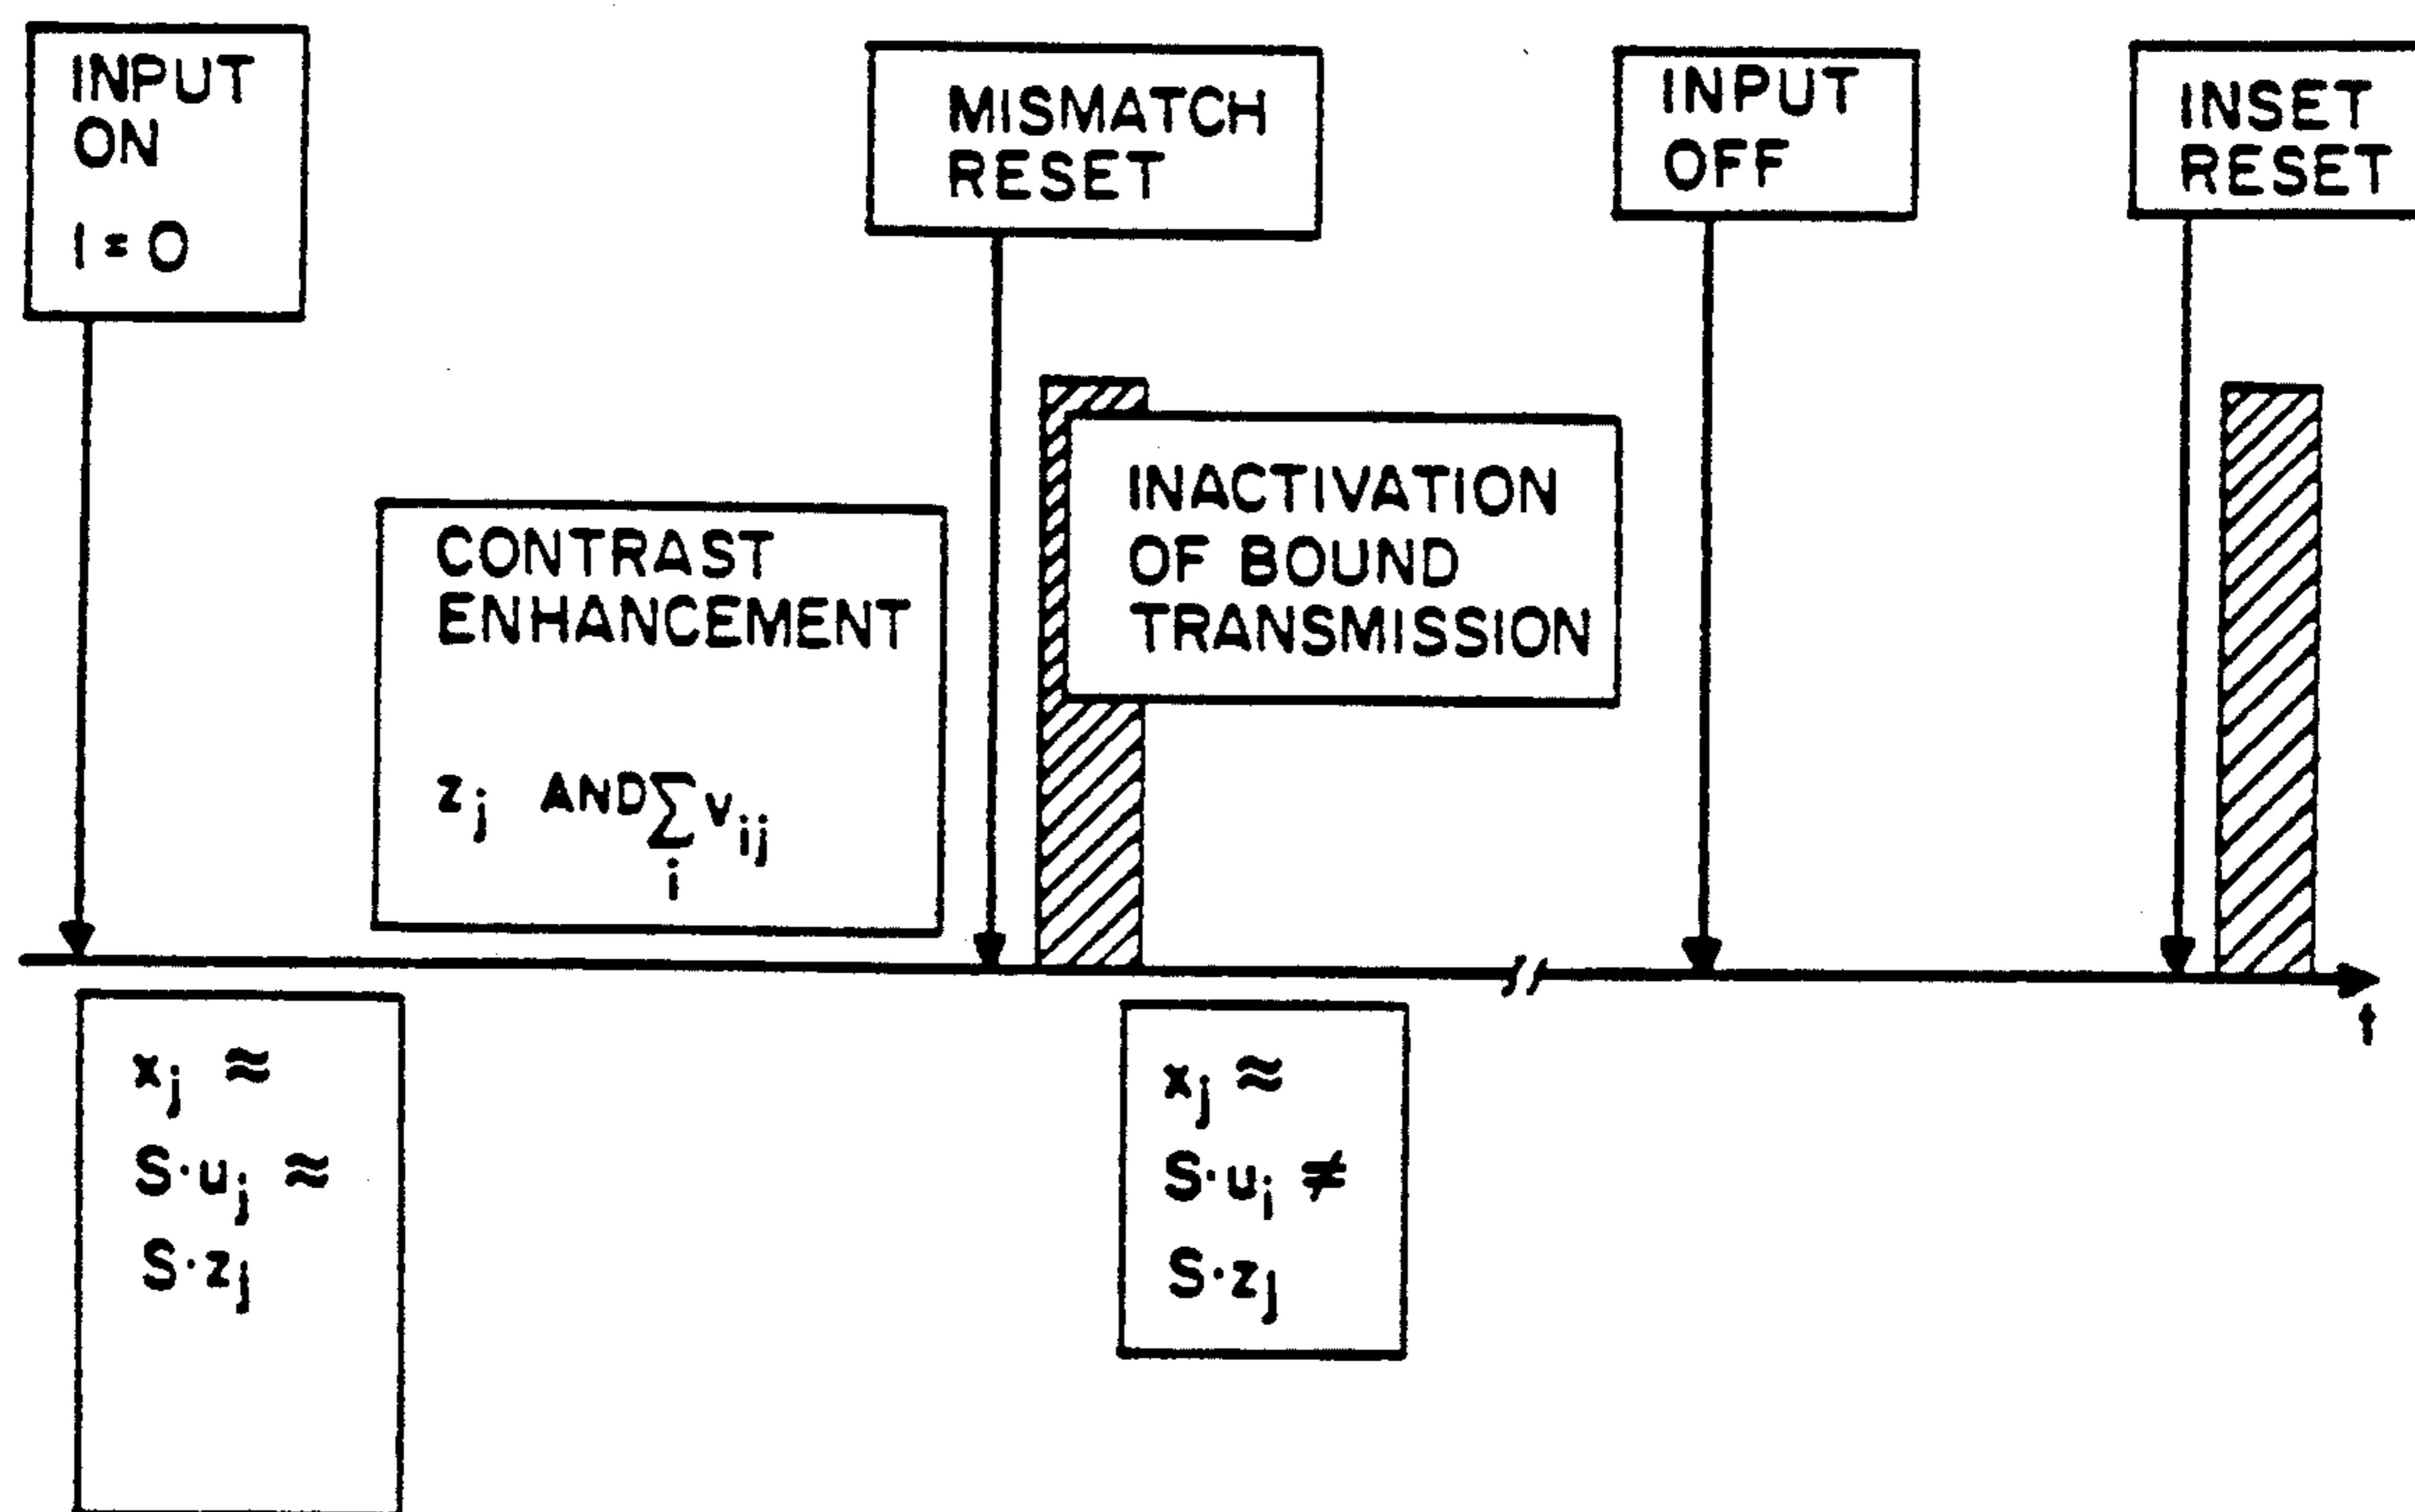 INPUT
ON
I = 0
MISMATCH
RESET
INPUT
OFF
INSET
RESET
CONTRAST
ENHANCEMENT
z_j AND ∑_i v_ij
INACTIVATION
OF BOUND
TRANSMISSION
t
x_j ≈
S·u_j ≈
S·z_j
x_j ≈
S·u_i ≠
S·z_j